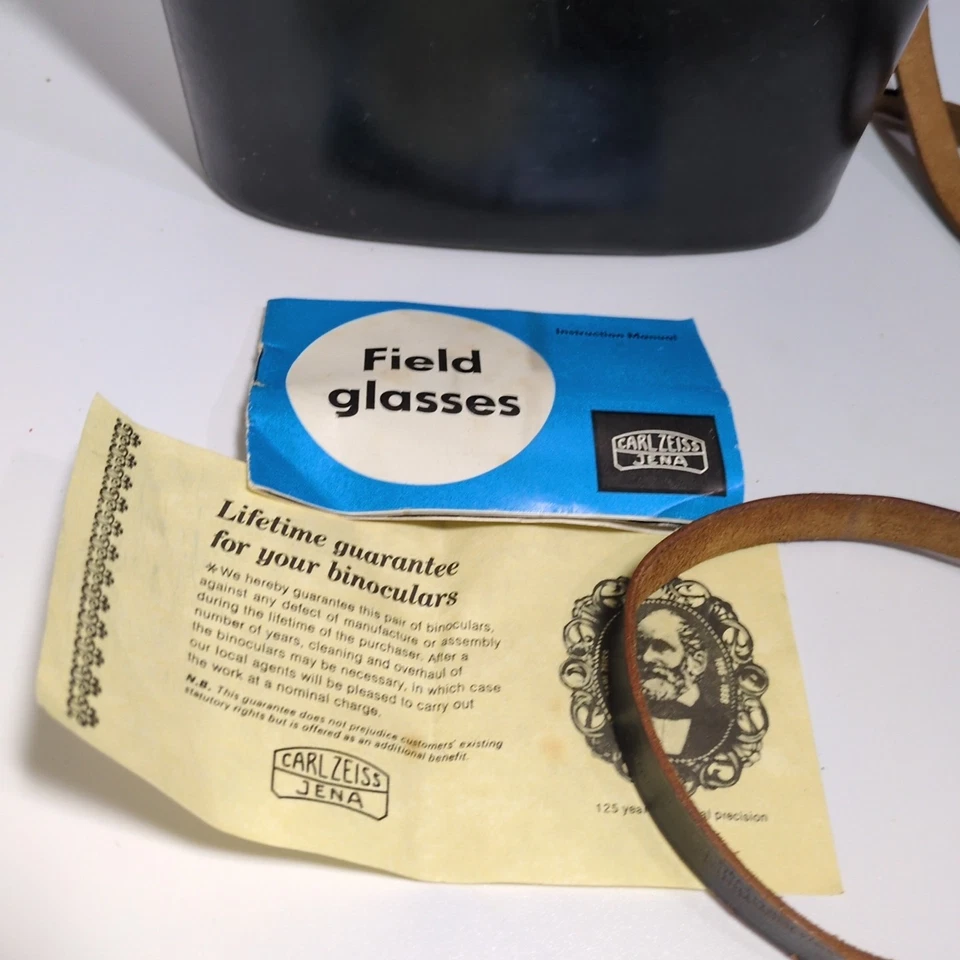 Instruction Manual
Field
glasses
CARL ZEISS
JENA
Lifetime guarantee
for your binoculars
* We hereby guarantee this pair of binoculars,
against any defect of manufacture or assembly
during the lifetime of the purchaser. After a
number of years, cleaning and overhaul of
the binoculars may be necessary, in which case
our local agents will be pleased to carry out
the work at a nominal charge.
N.B. This guarantee does not prejudice customers' existing
statutory rights but is offered as an additional benefit.
CARL ZEISS
JENA
125 precision